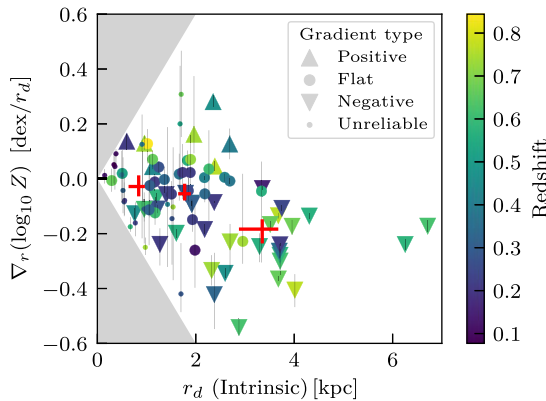 0.6
0.4
0.2
0.0
−0.2
−0.4
−0.6
∇r(log10 Z) [dex/rd]
0
2
4
6
rd (Intrinsic) [kpc]
Gradient type
Positive
Flat
Negative
Unreliable
0.8
0.7
0.6
0.5
0.4
0.3
0.2
0.1
Redshift